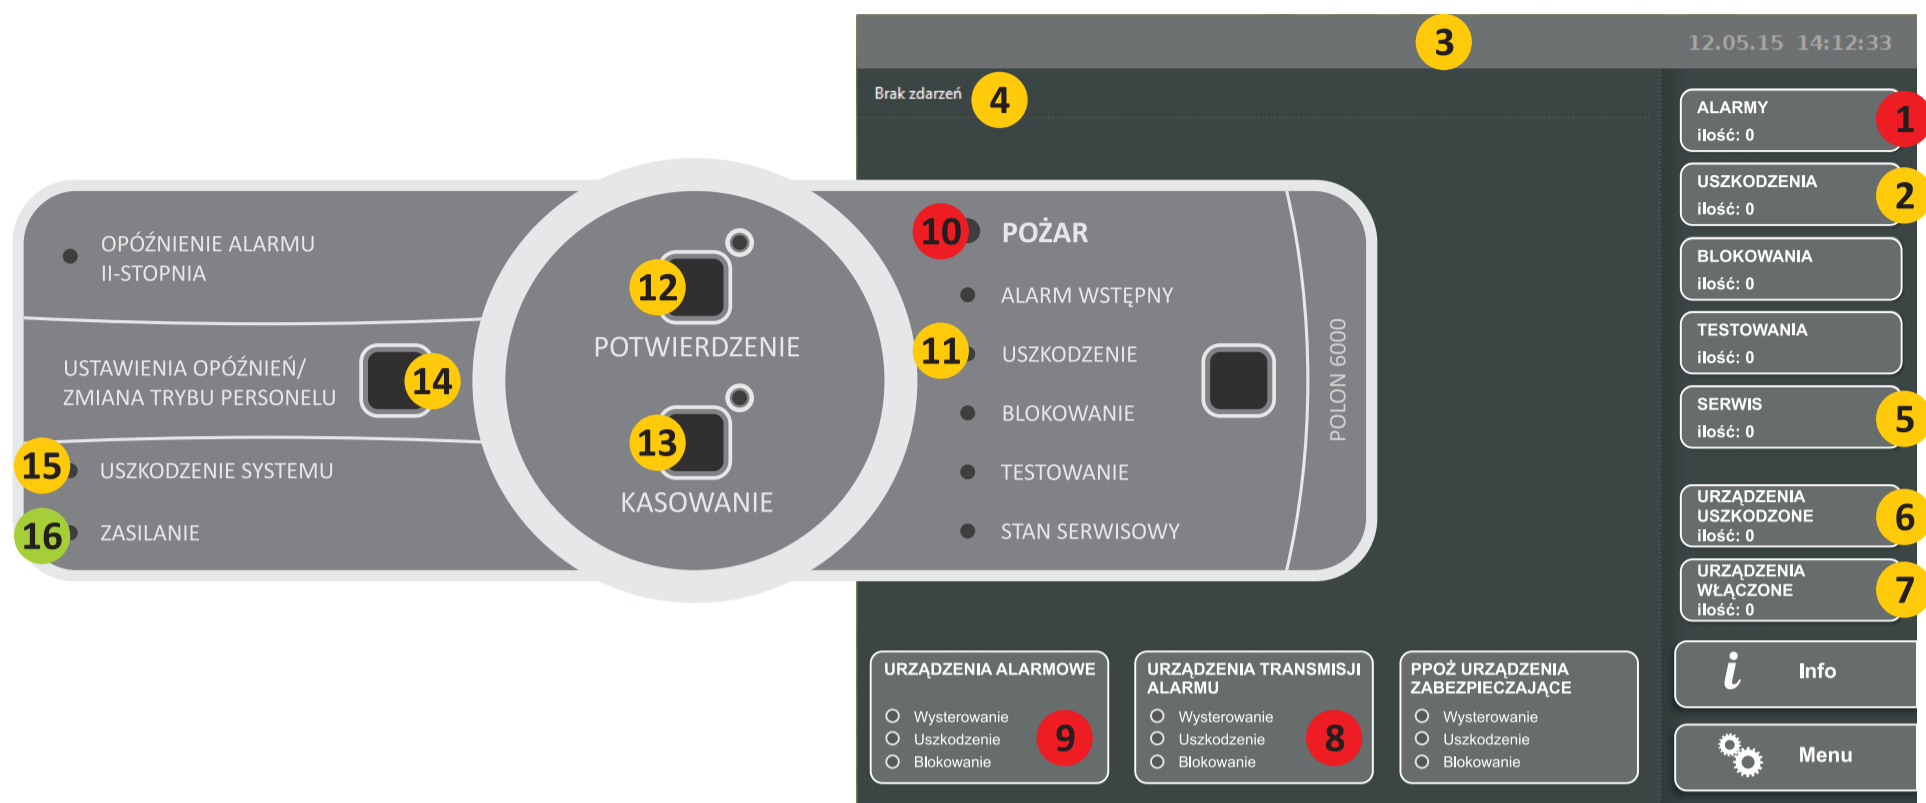 3
12.05.15 14:12:33
Brak zdarzeń
4
ALARMY
ilość: 0
1
USZKODZENIA
ilość: 0
2
BLOKOWANIA
ilość: 0
TESTOWANIA
ilość: 0
SERWIS
ilość: 0
5
URZĄDZENIA
USZKODZONE
ilość: 0
6
URZĄDZENIA
WŁĄCZONE
ilość: 0
7
i Info
Menu
OPÓŹNIENIE ALARMU
II-STOPNIA
USTAWIENIA OPÓŹNIEŃ/
ZMIANA TRYBU PERSONELU
14
15 USZKODZENIE SYSTEMU
16 ZASILANIE
12
POTWIERDZENIE
13
KASOWANIE
10 POŻAR
ALARM WSTĘPNY
11 USZKODZENIE
BLOKOWANIE
TESTOWANIE
STAN SERWISOWY
POLON 6000
URZĄDZENIA ALARMOWE
Wysterowanie
Uszkodzenie
Blokowanie
9
URZĄDZENIA TRANSMISJI
ALARMU
Wysterowanie
Uszkodzenie
Blokowanie
8
PPOŻ URZĄDZENIA
ZABEZPIECZAJĄCE
Wysterowanie
Uszkodzenie
Blokowanie